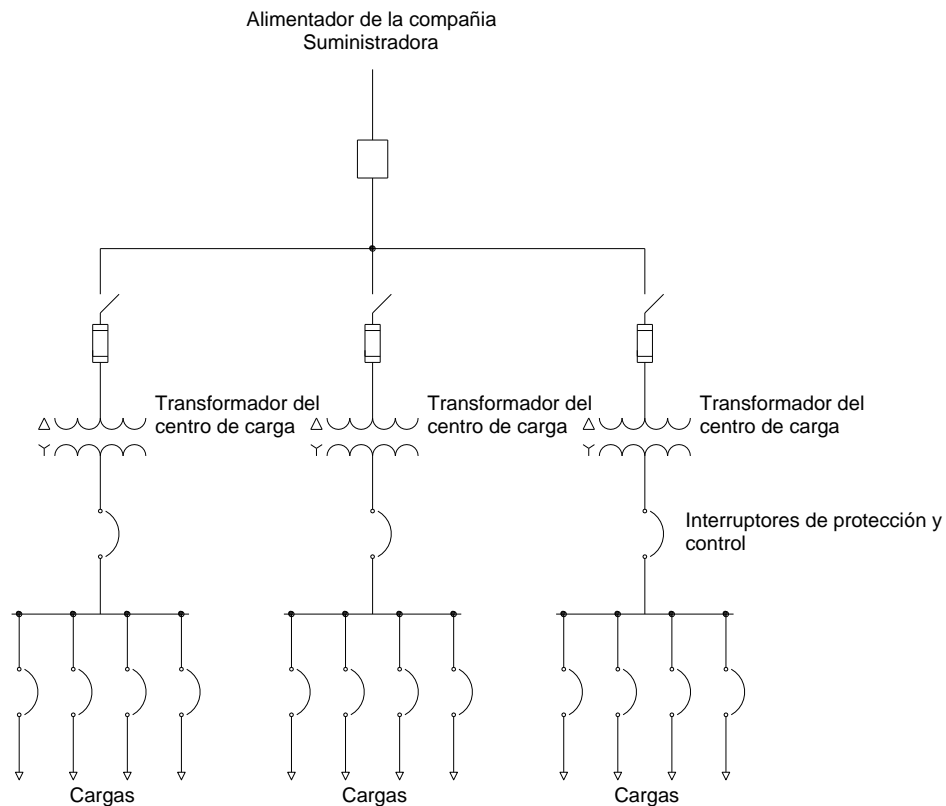 Alimentador de la compañia
Suministradora
Transformador del
centro de carga
Transformador del
centro de carga
Transformador del
centro de carga
Interruptores de protección y
control
Cargas
Cargas
Cargas